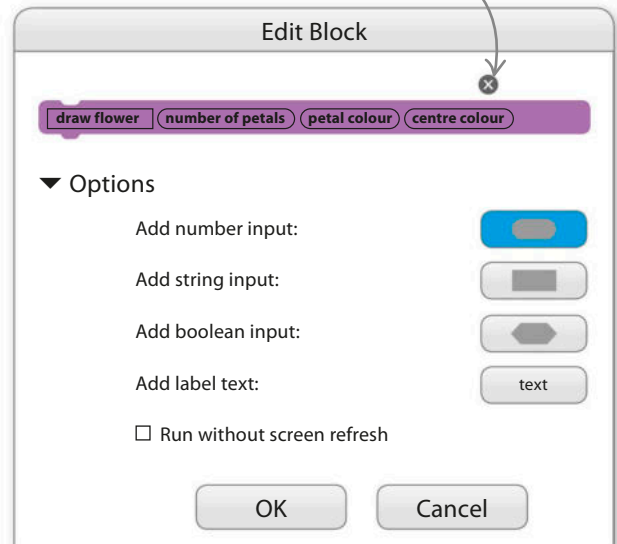 Edit Block
draw flower number of petals petal colour centre colour
Options
Add number input:
Add string input:
Add boolean input:
Add label text: text
Run without screen refresh
OK Cancel